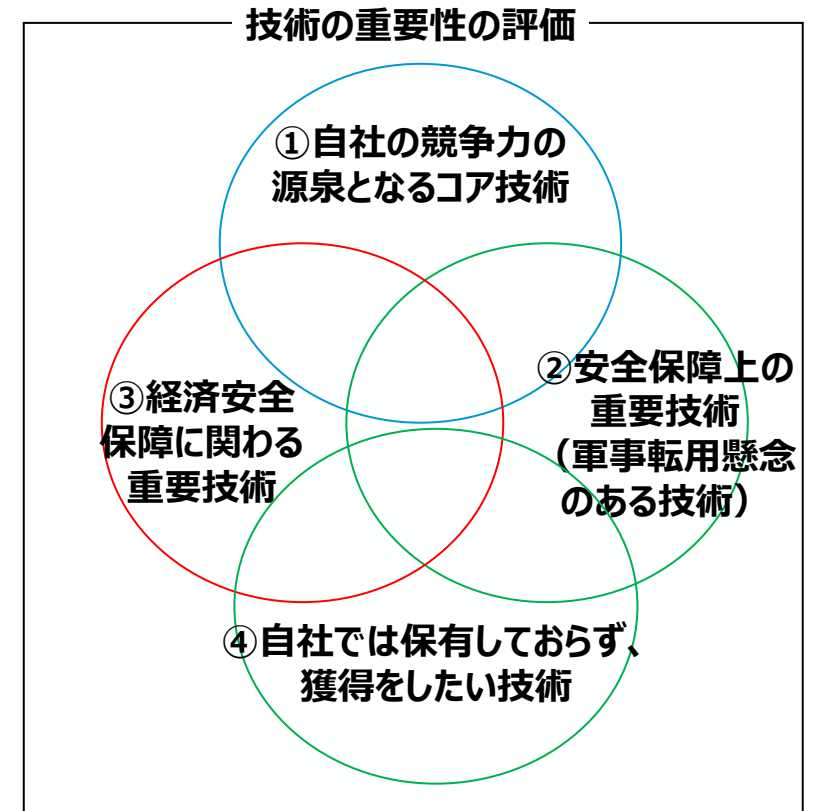 技術の重要性の評価
①自社の競争力の
源泉となるコア技術
②安全保障上の
重要技術
（軍事転用懸念
のある技術）
③経済安全
保障に関わる
重要技術
④自社では保有しておらず、
獲得をしたい技術